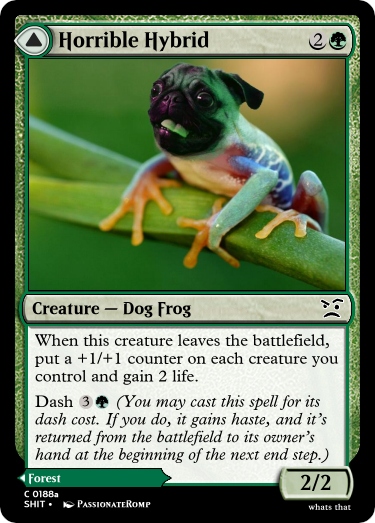 Horrible Hybrid 2
Creature — Dog Frog
When this creature leaves the battlefield,
put a +1/+1 counter on each creature you
control and gain 2 life.
Dash 3 (You may cast this spell for its
dash cost. If you do, it gains haste, and it's
returned from the battlefield to its owner's
hand at the beginning of the next end step.)
Forest
2/2
C 0188a
SHIT • PassionateRomp
whats that